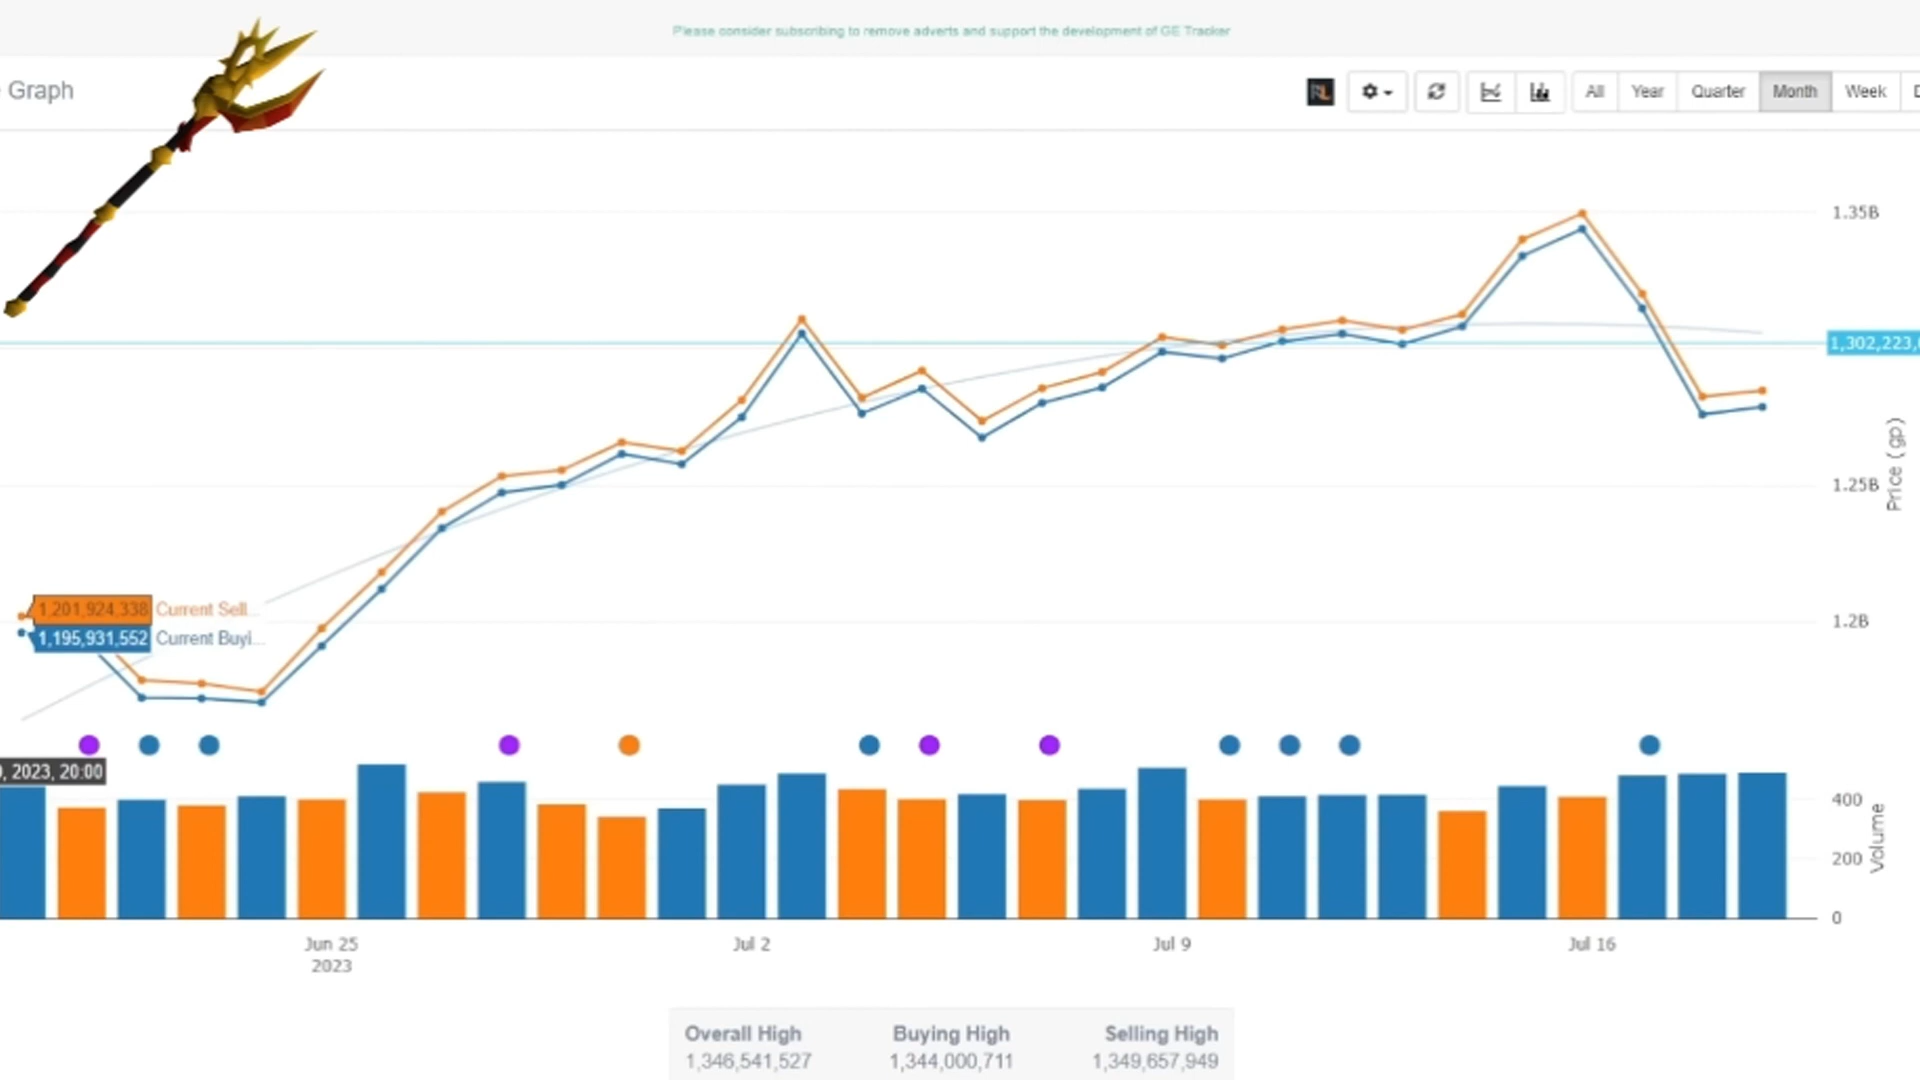 Please consider subscribing to remove adverts and support the development of GE Tracker
Graph
All Year Quarter Month Week
1.35B
1,302,223,
1.25B
1.2B
Price (gp)
1,201,924,338 Current Sell...
1,195,931,552 Current Buyi...
, 2023, 20:00
400
200
0
Volume
Jun 25
2023
Jul 2
Jul 9
Jul 16
Overall High Buying High Selling High
1,346,541,527 1,344,000,711 1,349,657,949